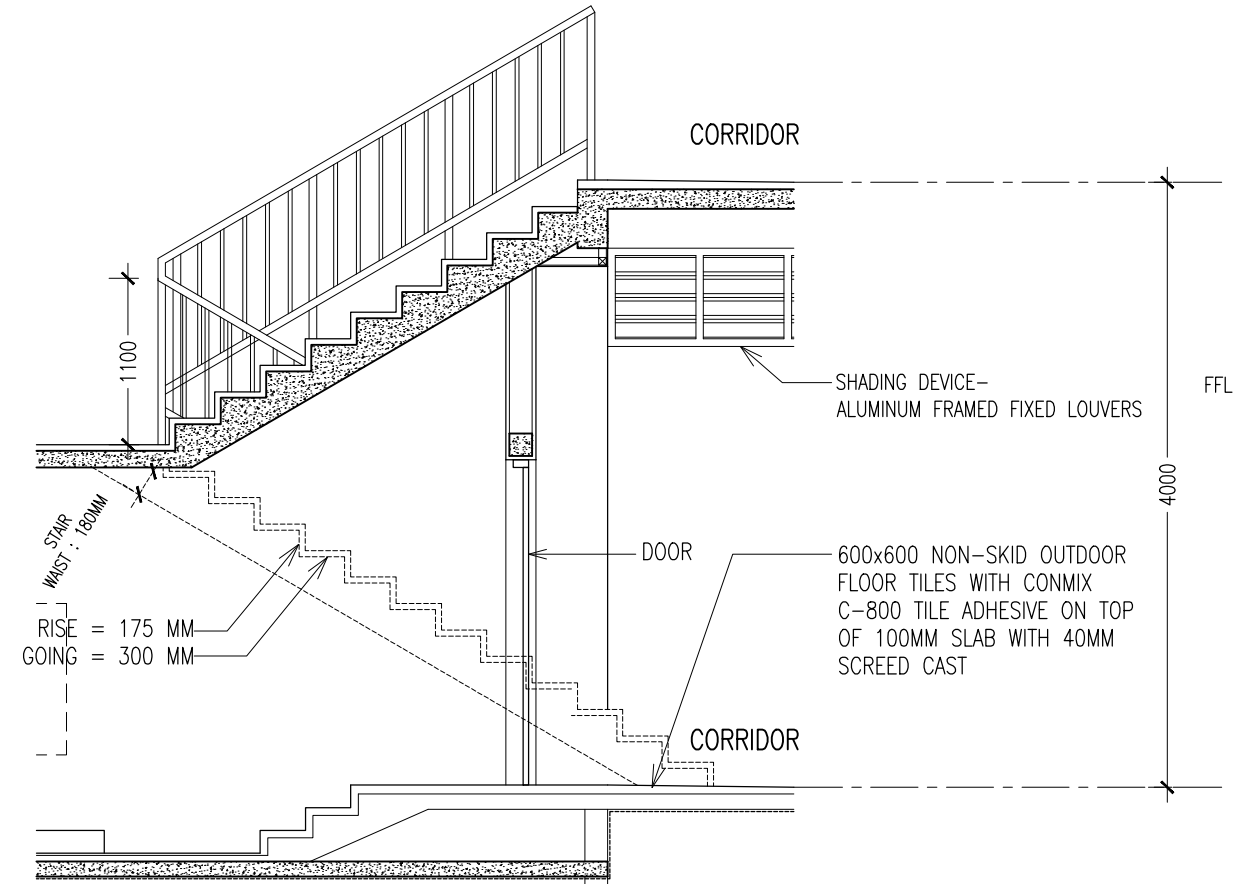 CORRIDOR
1100
SHADING DEVICE-
ALUMINUM FRAMED FIXED LOUVERS
FFL
4000
STAIR
WAIST : 180MM
DOOR
600x600 NON-SKID OUTDOOR
FLOOR TILES WITH CONMIX
C-800 TILE ADHESIVE ON TOP
OF 100MM SLAB WITH 40MM
SCREED CAST
RISE = 175 MM
GOING = 300 MM
CORRIDOR